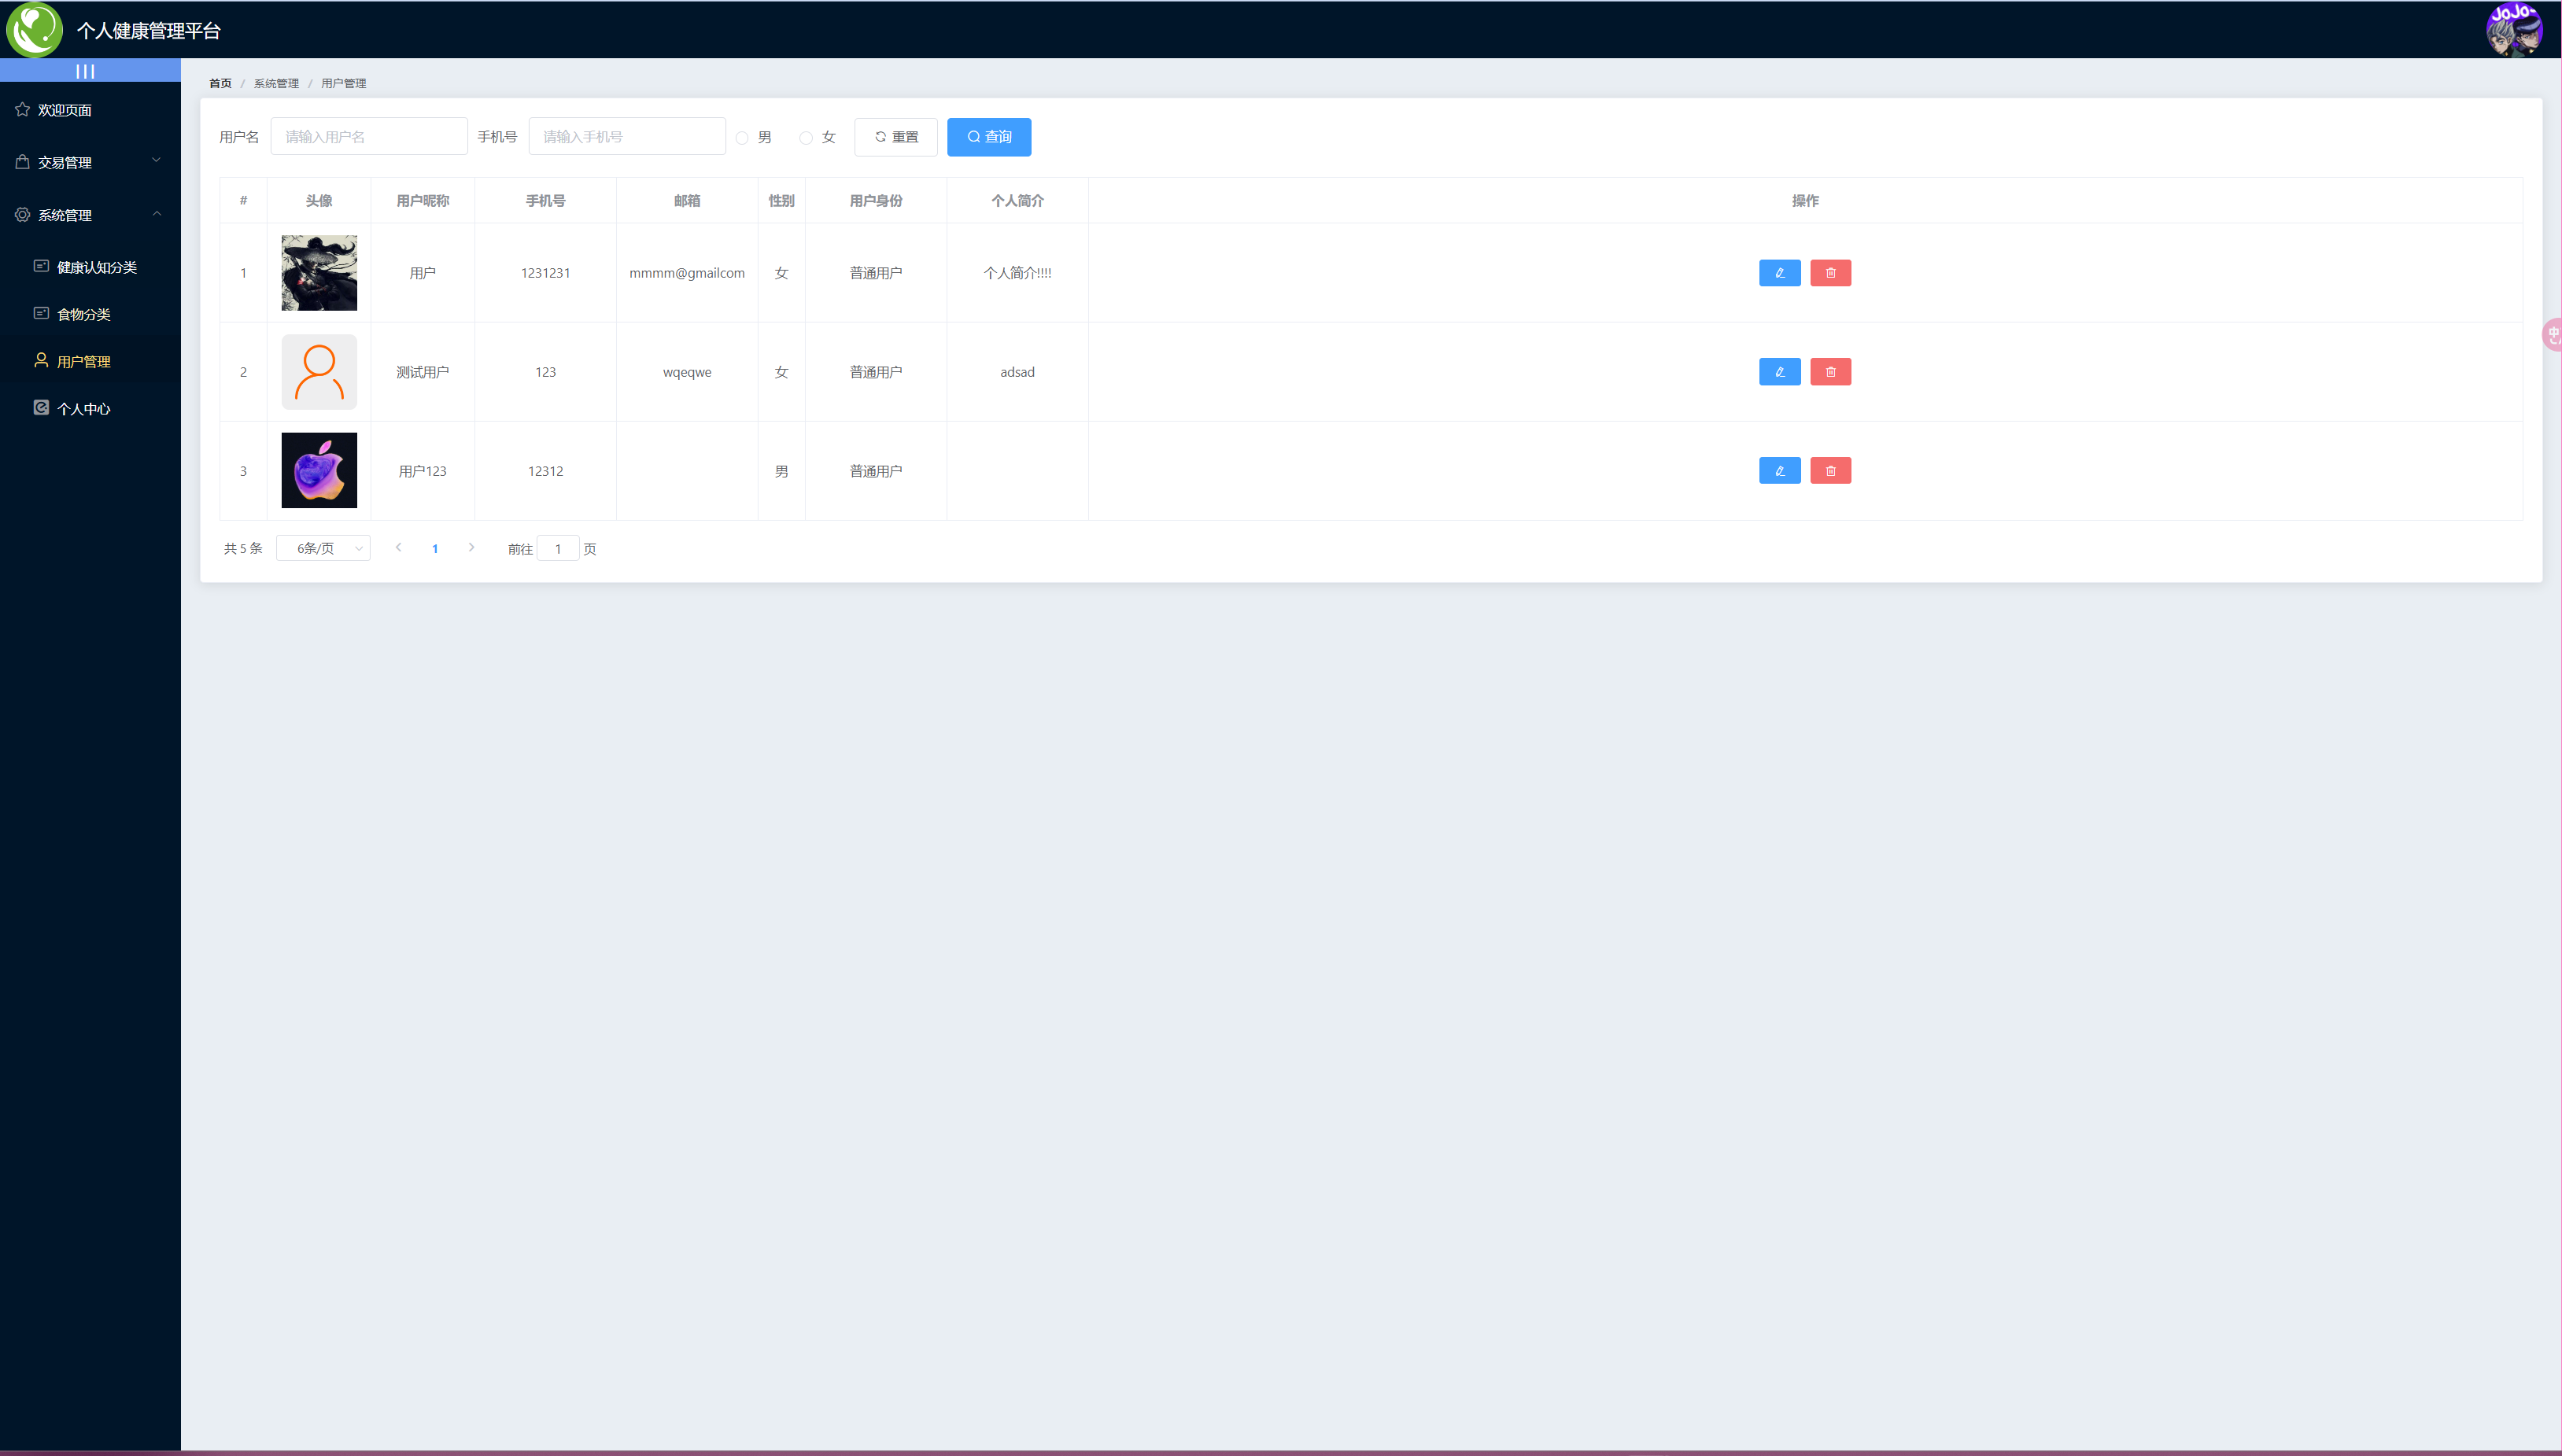 个人健康管理平台
JOJO
首页 / 系统管理 / 用户管理
欢迎页面
交易管理
系统管理
健康认知分类
食物分类
用户管理
个人中心
用户名 请输入用户名 手机号 请输入手机号 男 女 重置 查询
# 头像 用户昵称 手机号 邮箱 性别 用户身份 个人简介 操作
1 用户 1231231 mmmm@gmailcom 女 普通用户 个人简介!!!!
2 测试用户 123 wqeqwe 女 普通用户 adsad
3 用户123 12312 男 普通用户
共 5 条 6条/页 1 前往 1 页
中